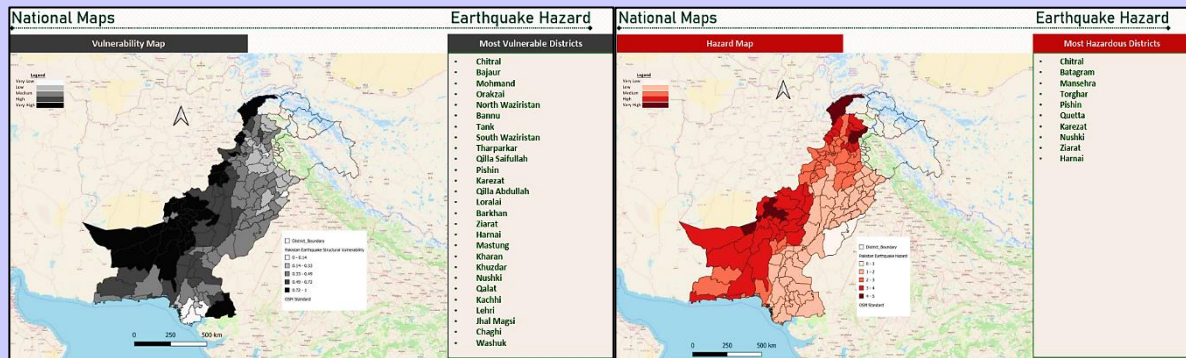 National Maps
Earthquake Hazard
Vulnerability Map
Most Vulnerable Districts
Legend
Very Low
Low
Medium
High
Very High
District_Boundary
Pakistan Earthquake Structural Vulnerability
0 - 0.14
0.14 - 0.33
0.33 - 0.49
0.49 - 0.72
0.72 - 1
OSM Standard
0 250 500 km
• Chitral
• Bajaur
• Mohmand
• Orakzai
• North Waziristan
• Bannu
• Tank
• South Waziristan
• Tharparkar
• Qilla Saifullah
• Pishin
• Karezat
• Qilla Abdullah
• Loralai
• Barkhan
• Ziarat
• Harnai
• Mastung
• Kharan
• Khuzdar
• Nushki
• Qalat
• Kachhi
• Lehri
• Jhal Magsi
• Chaghi
• Washuk
National Maps
Earthquake Hazard
Hazard Map
Most Hazardous Districts
Legend
Very Low
Low
Medium
High
Very High
District_Boundary
Pakistan Earthquake Hazard
0 - 1
1 - 2
2 - 3
3 - 4
4 - 5
OSM Standard
0 250 500 km
• Chitral
• Batagram
• Mansehra
• Torghar
• Pishin
• Quetta
• Karezat
• Nushki
• Ziarat
• Harnai